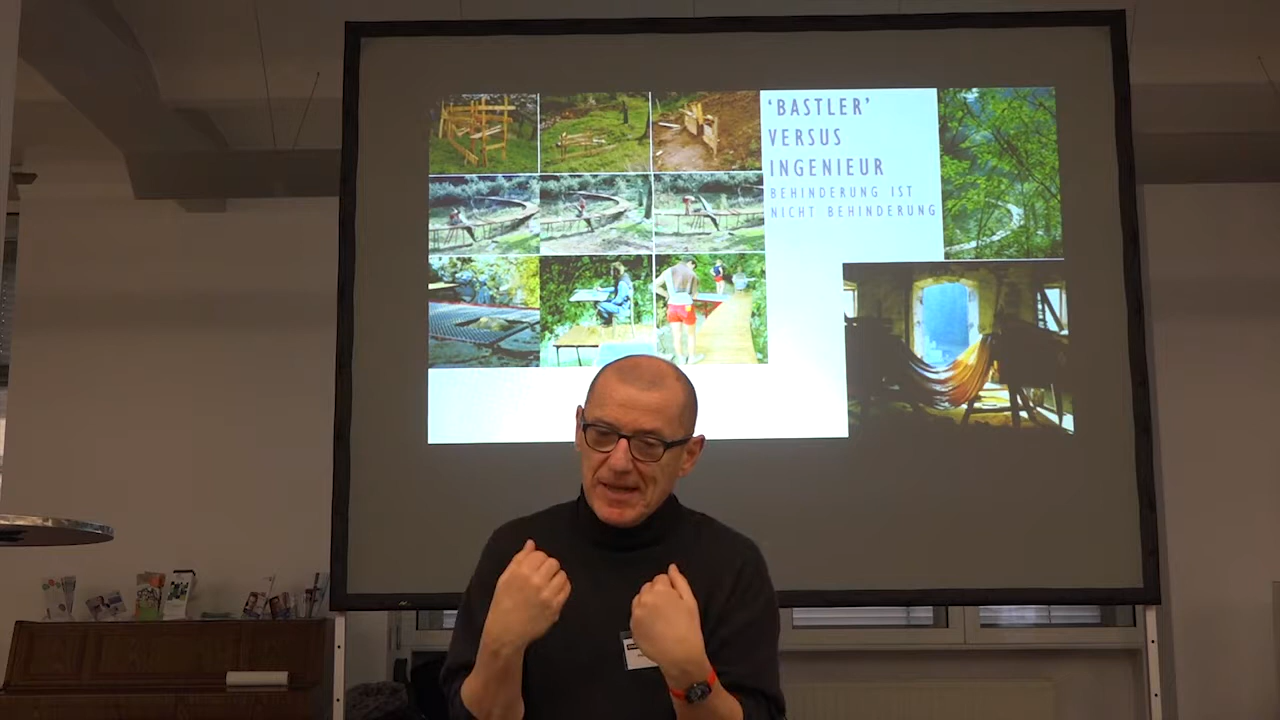 ‘BASTLER’
VERSUS
INGENIEUR
BEHINDERUNG IST
NICHT BEHINDERUNG